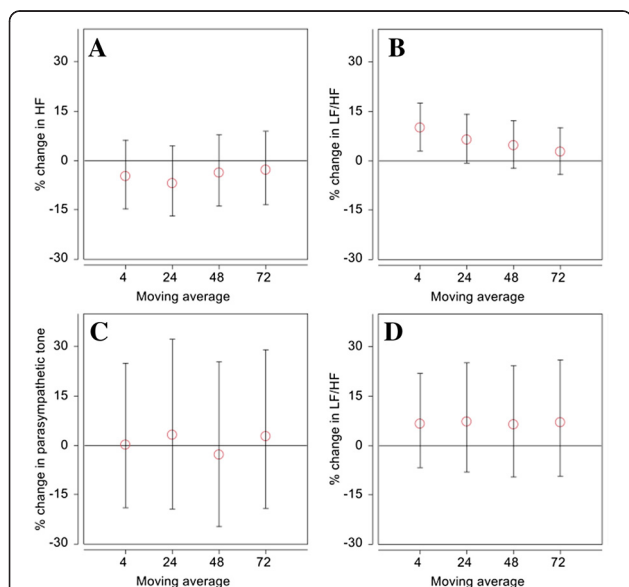 A
% change in HF
30
15
0
-15
-30
4 24 48 72
Moving average
B
% change in LF/HF
30
15
0
-15
-30
4 24 48 72
Moving average
C
% change in parasympathetic tone
30
15
0
-15
-30
4 24 48 72
Moving average
D
% change in LF/HF
30
15
0
-15
-30
4 24 48 72
Moving average